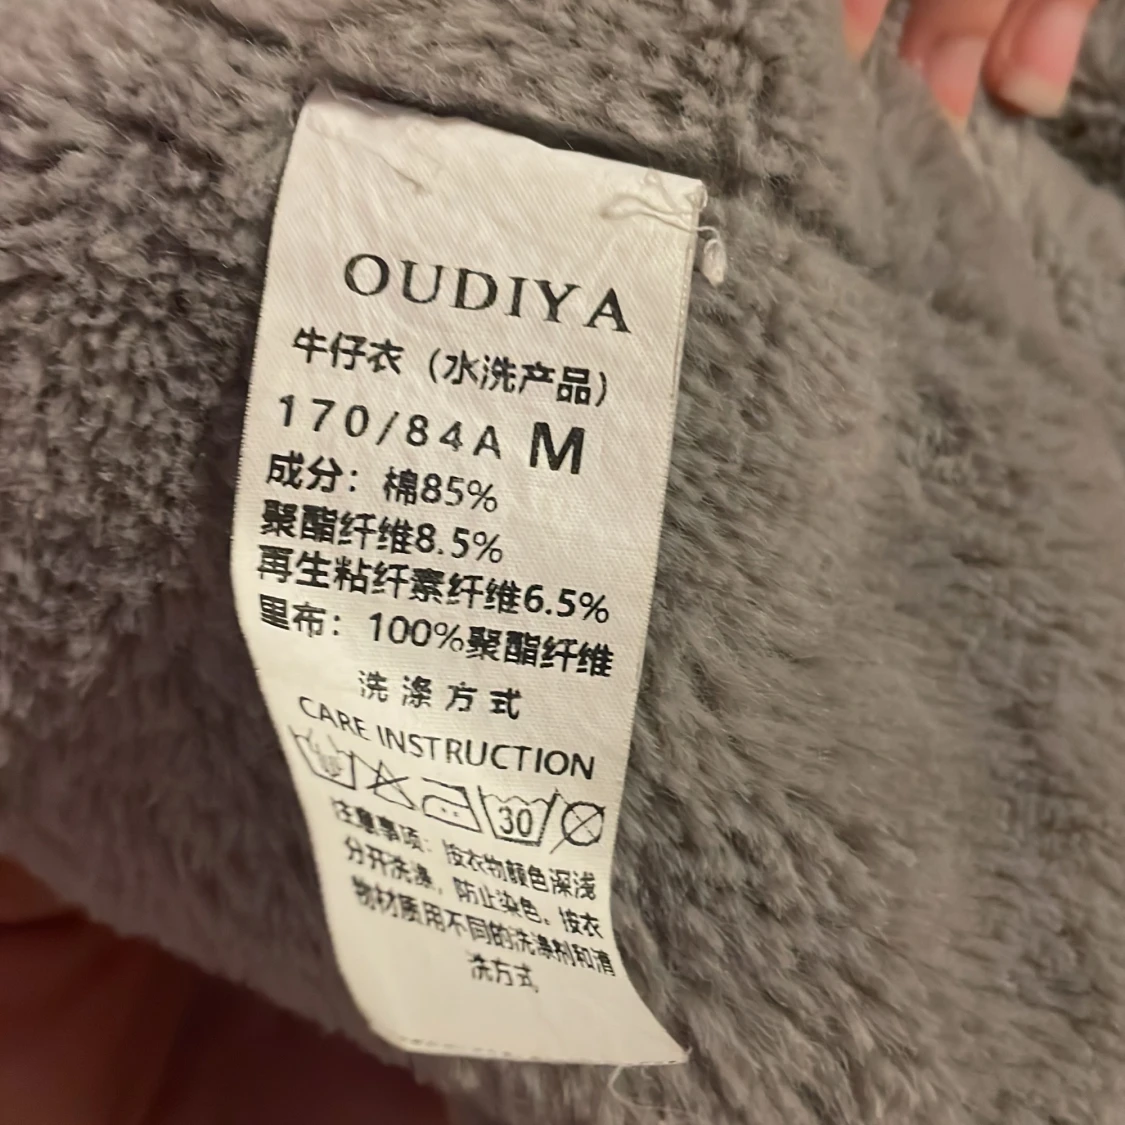 OUDIYA
牛仔衣（水洗产品）
170/84A M
成分：棉85%
聚酯纤维8.5%
再生粘纤素纤维6.5%
里布：100%聚酯纤维
洗涤方式
CARE INSTRUCTION
30
注意事项：按衣物颜色深浅
分开洗涤，防止染色。按衣
物材质用不同的洗涤剂和清
洗方式